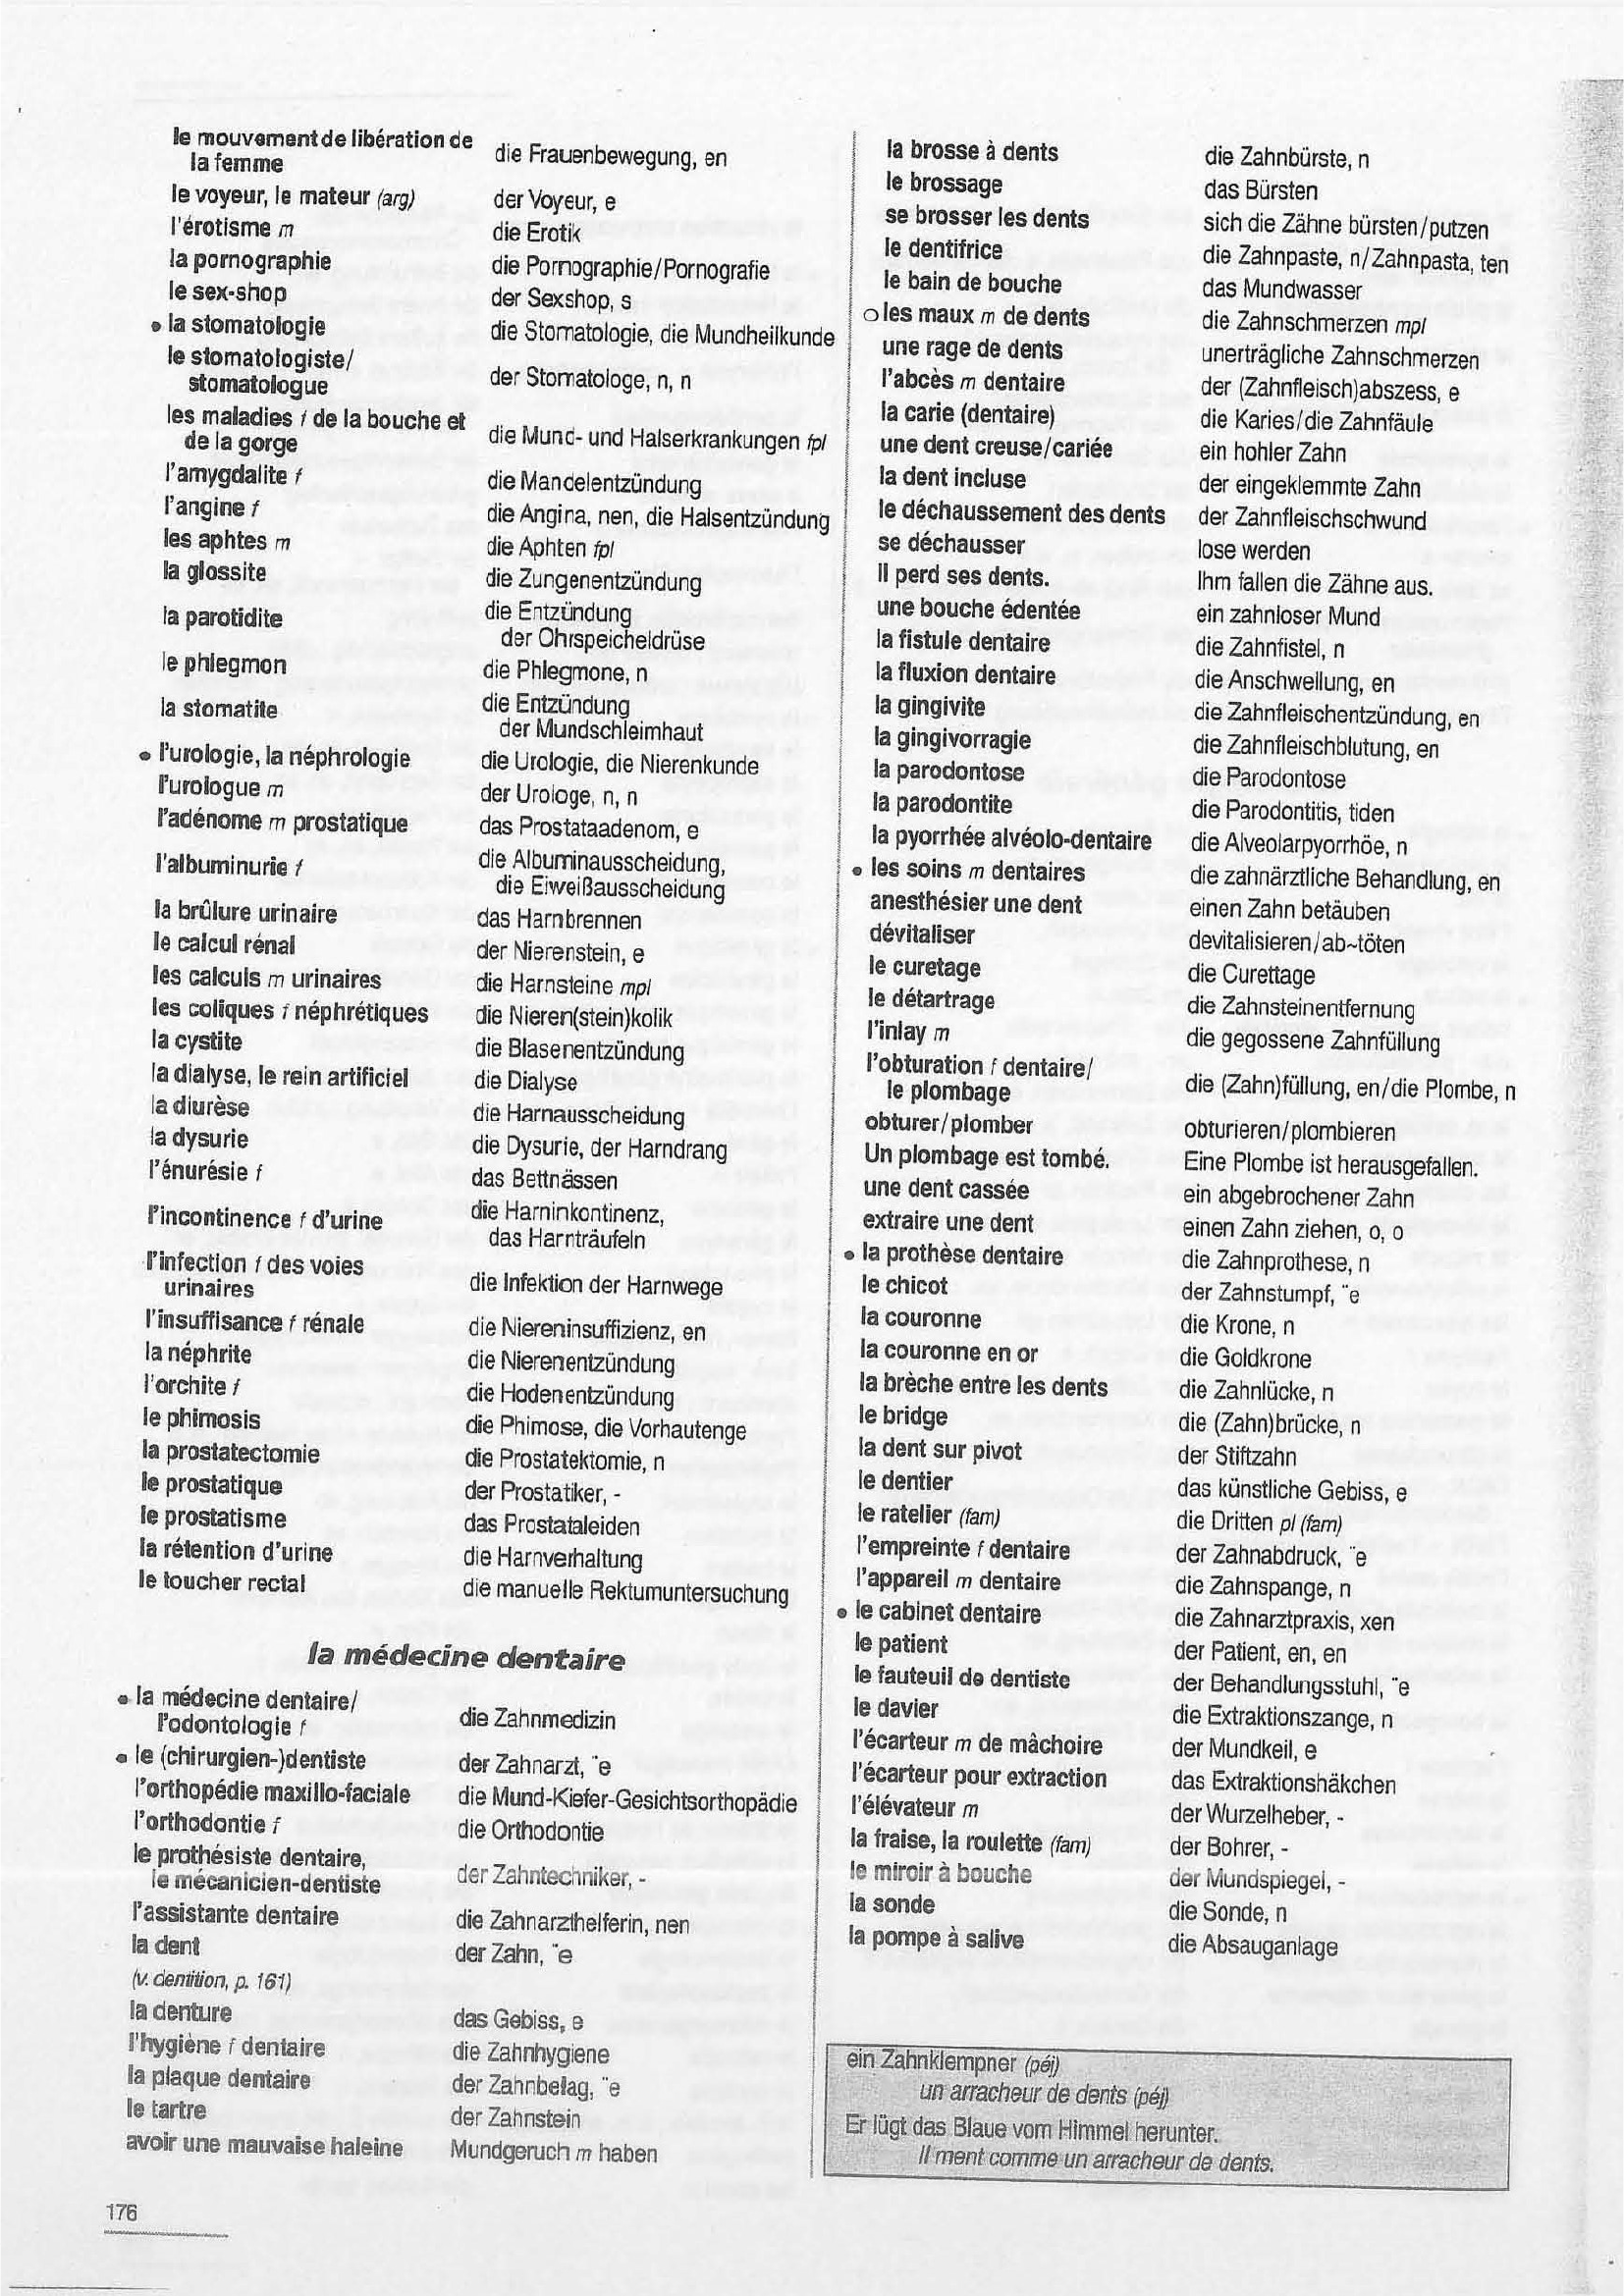 le mouvement de libération de
la femme die Frauenbewegung, en
le voyeur, le mateur (arg) der Voyeur, e
l'érotisme m die Erotik
la pornographie die Pornographie/Pornografie
le sex-shop der Sexshop, s
• la stomatologie die Stomatologie, die Mundheilkunde
le stomatologiste/
stomatologue der Stomatologe, n, n
les maladies f de la bouche et
de la gorge die Mund- und Halserkrankungen fpl
l'amygdalite f die Mandelentzündung
l'angine f die Angina, nen, die Halsentzündung
les aphtes m die Aphten fpl
la glossite die Zungenentzündung
la parotidite die Entzündung
der Ohrspeicheldrüse
le phlegmon die Phlegmone, n
la stomatite die Entzündung
der Mundschleimhaut
• l'urologie, la néphrologie die Urologie, die Nierenkunde
l'urologue m der Urologe, n, n
l'adénome m prostatique das Prostataadenom, e
l'albuminurie f die Albuminausscheidung,
die Eiweißausscheidung
la brûlure urinaire das Harnbrennen
le calcul rénal der Nierenstein, e
les calculs m urinaires die Harnsteine mpl
les coliques f néphrétiques die Nieren(stein)kolik
la cystite die Blasenentzündung
la dialyse, le rein artificiel die Dialyse
la diurèse die Harnausscheidung
la dysurie die Dysurie, der Harndrang
l'énurésie f das Bettnässen
l'incontinence f d'urine die Harninkontinenz,
das Harnträufeln
l'infection f des voies
urinaires die Infektion der Harnwege
l'insuffisance f rénale die Niereninsuffizienz, en
la néphrite die Nierenentzündung
l'orchite f die Hodenentzündung
le phimosis die Phimose, die Vorhautenge
la prostatectomie die Prostatektomie, n
le prostatique der Prostatiker, -
le prostatisme das Prostataleiden
la rétention d'urine die Harnverhaltung
le toucher rectal die manuelle Rektumuntersuchung
la médecine dentaire
• la médecine dentaire/
l'odontologie f die Zahnmedizin
• le (chirurgien-)dentiste der Zahnarzt, ¨e
l'orthopédie maxillo-faciale die Mund-Kiefer-Gesichtsorthopädie
l'orthodontie f die Orthodontie
le prothésiste dentaire,
le mécanicien-dentiste der Zahntechniker, -
l'assistante dentaire die Zahnarzthelferin, nen
la dent der Zahn, ¨e
(v. dentition, p. 161)
la denture das Gebiss, e
l'hygiène f dentaire die Zahnhygiene
la plaque dentaire der Zahnbelag, ¨e
le tartre der Zahnstein
avoir une mauvaise haleine Mundgeruch m haben
176
la brosse à dents die Zahnbürste, n
le brossage das Bürsten
se brosser les dents sich die Zähne bürsten/putzen
le dentifrice die Zahnpaste, n/Zahnpasta, ten
le bain de bouche das Mundwasser
○ les maux m de dents die Zahnschmerzen mpl
une rage de dents unerträgliche Zahnschmerzen
l'abcès m dentaire der (Zahnfleisch)abszess, e
la carie (dentaire) die Karies/die Zahnfäule
une dent creuse/cariée ein hohler Zahn
la dent incluse der eingeklemmte Zahn
le déchaussement des dents der Zahnfleischschwund
se déchausser lose werden
Il perd ses dents. Ihm fallen die Zähne aus.
une bouche édentée ein zahnloser Mund
la fistule dentaire die Zahnfistel, n
la fluxion dentaire die Anschwellung, en
la gingivite die Zahnfleischentzündung, en
la gingivorragie die Zahnfleischblutung, en
la parodontose die Parodontose
la parodontite die Parodontitis, tiden
la pyorrhée alvéolo-dentaire die Alveolarpyorrhöe, n
• les soins m dentaires die zahnärztliche Behandlung, en
anesthésier une dent einen Zahn betäuben
dévitaliser devitalisieren/ab~töten
le curetage die Curettage
le détartrage die Zahnsteinentfernung
l'inlay m die gegossene Zahnfüllung
l'obturation f dentaire/
le plombage die (Zahn)füllung, en/die Plombe, n
obturer/plomber obturieren/plombieren
Un plombage est tombé. Eine Plombe ist herausgefallen.
une dent cassée ein abgebrochener Zahn
extraire une dent einen Zahn ziehen, o, o
• la prothèse dentaire die Zahnprothese, n
le chicot der Zahnstumpf, ¨e
la couronne die Krone, n
la couronne en or die Goldkrone
la brèche entre les dents die Zahnlücke, n
le bridge die (Zahn)brücke, n
la dent sur pivot der Stiftzahn
le dentier das künstliche Gebiss, e
le ratelier (fam) die Dritten pl (fam)
l'empreinte f dentaire der Zahnabdruck, ¨e
l'appareil m dentaire die Zahnspange, n
• le cabinet dentaire die Zahnarztpraxis, xen
le patient der Patient, en, en
le fauteuil de dentiste der Behandlungsstuhl, ¨e
le davier die Extraktionszange, n
l'écarteur m de mâchoire der Mundkeil, e
l'écarteur pour extraction das Extraktionshäkchen
l'élévateur m der Wurzelheber, -
la fraise, la roulette (fam) der Bohrer, -
le miroir à bouche der Mundspiegel, -
la sonde die Sonde, n
la pompe à salive die Absauganlage
ein Zahnklempner (péj)
un arracheur de dents (péj)
Er lügt das Blaue vom Himmel herunter.
Il ment comme un arracheur de dents.